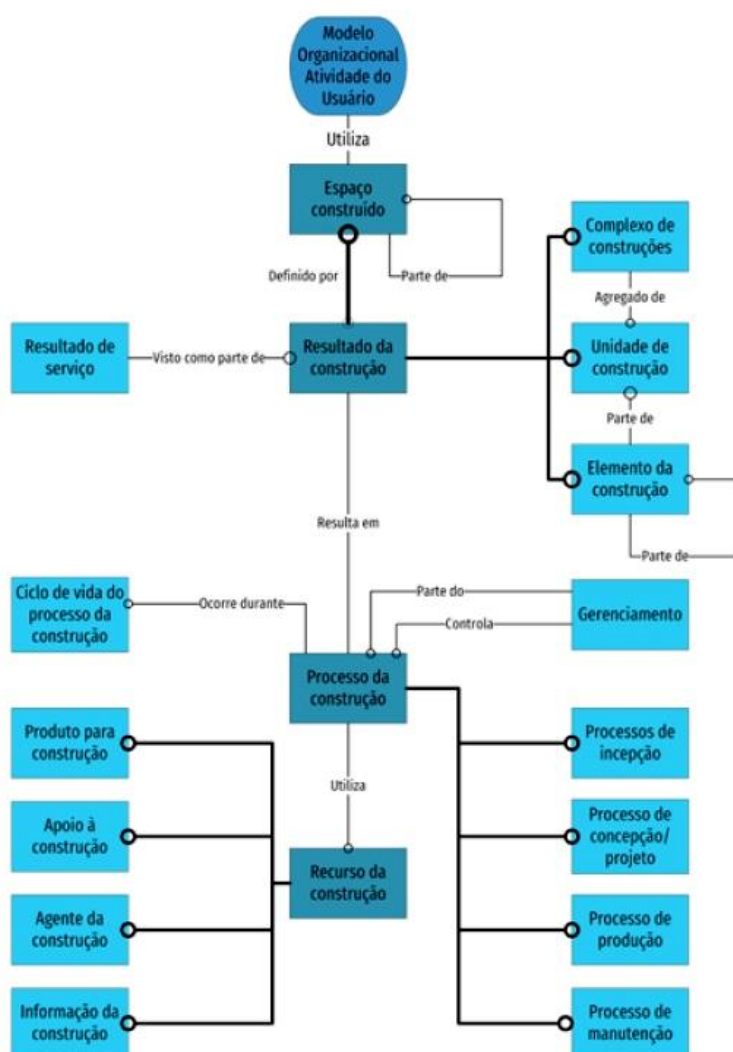 Modelo
Organizacional
Atividade do
Usuário
Utiliza
Espaço
construído
Parte de
Definido por
Complexo de
construções
Agregado de
Resultado de
serviço
Visto como parte de
Resultado da
construção
Unidade de
construção
Parte de
Elemento da
construção
Parte de
Resulta em
Ciclo de vida do
processo da
construção
Ocorre durante
Parte do
Controla
Gerenciamento
Processo da
construção
Produto para
construção
Processos de
incepção
Utiliza
Apoio à
construção
Recurso da
construção
Processo de
concepção/
projeto
Agente da
construção
Processo de
produção
Informação da
construção
Processo de
manutenção